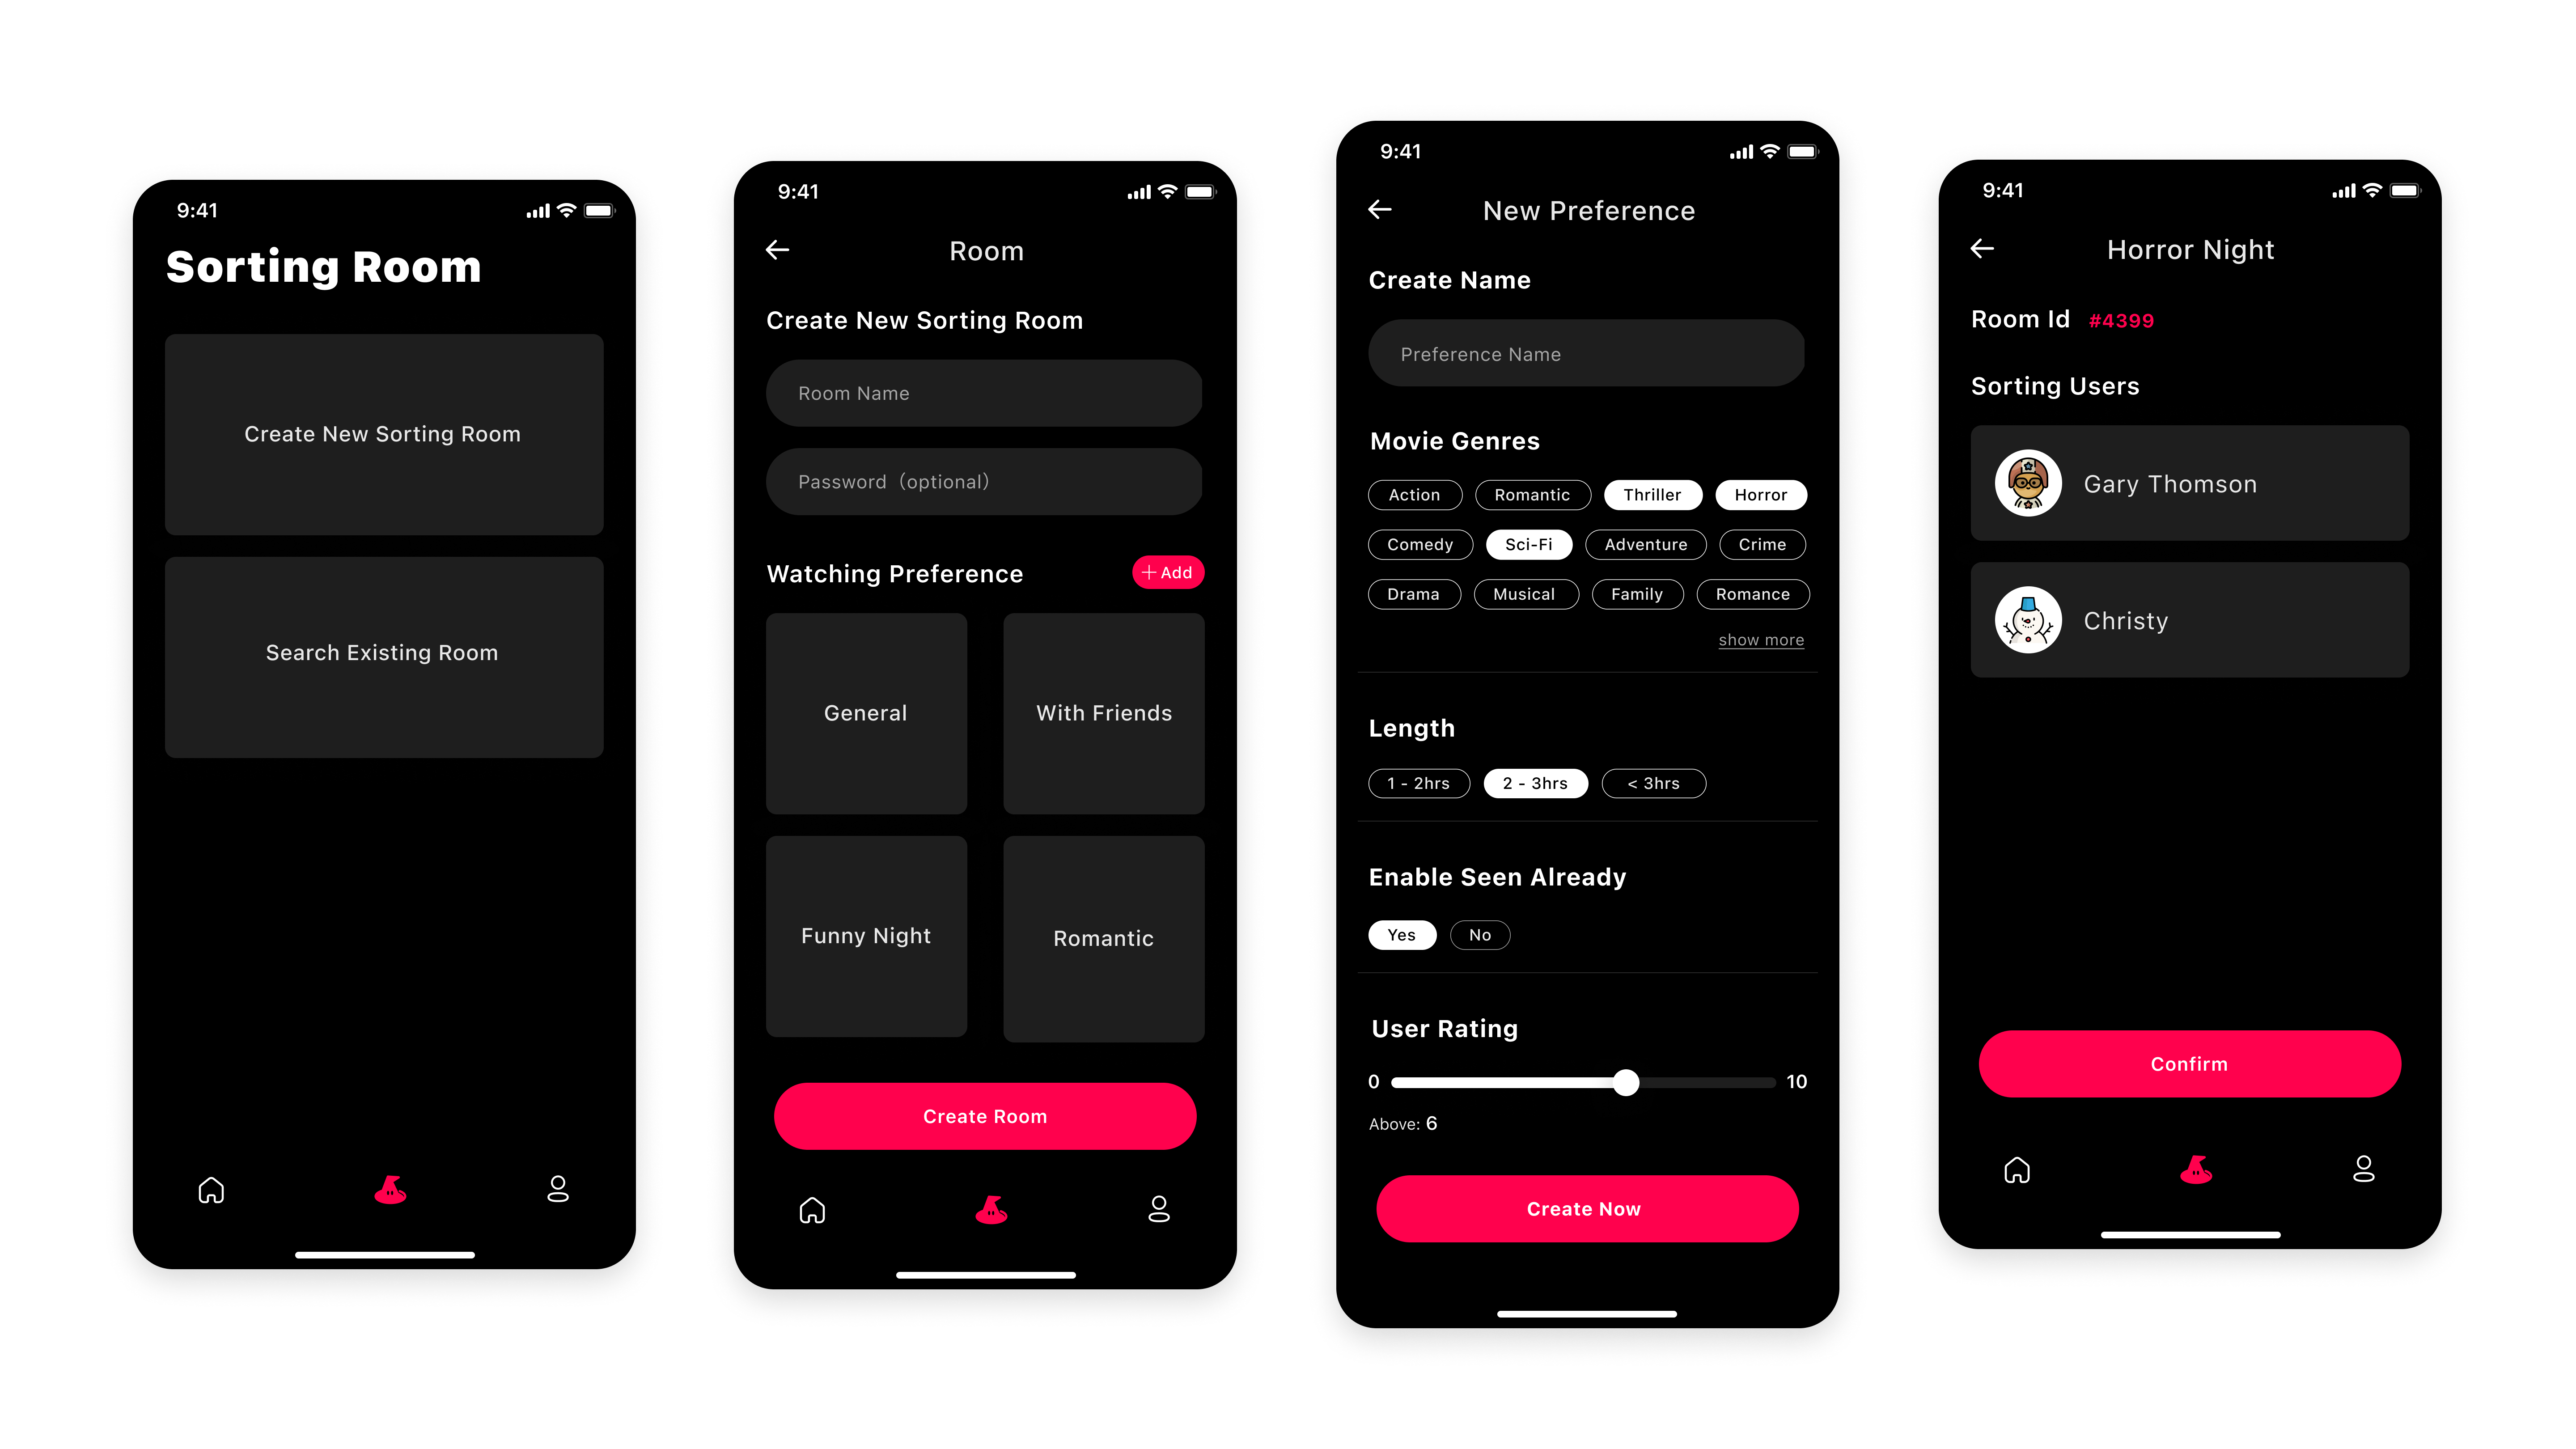 9:41
Sorting Room
Create New Sorting Room
Search Existing Room
9:41
Room
Create New Sorting Room
Room Name
Password（optional）
Watching Preference
+ Add
General
With Friends
Funny Night
Romantic
Create Room
9:41
New Preference
Create Name
Preference Name
Movie Genres
Action Romantic Thriller Horror
Comedy Sci-Fi Adventure Crime
Drama Musical Family Romance
show more
Length
1 - 2hrs 2 - 3hrs < 3hrs
Enable Seen Already
Yes No
User Rating
0 10
Above: 6
Create Now
9:41
Horror Night
Room Id #4399
Sorting Users
Gary Thomson
Christy
Confirm